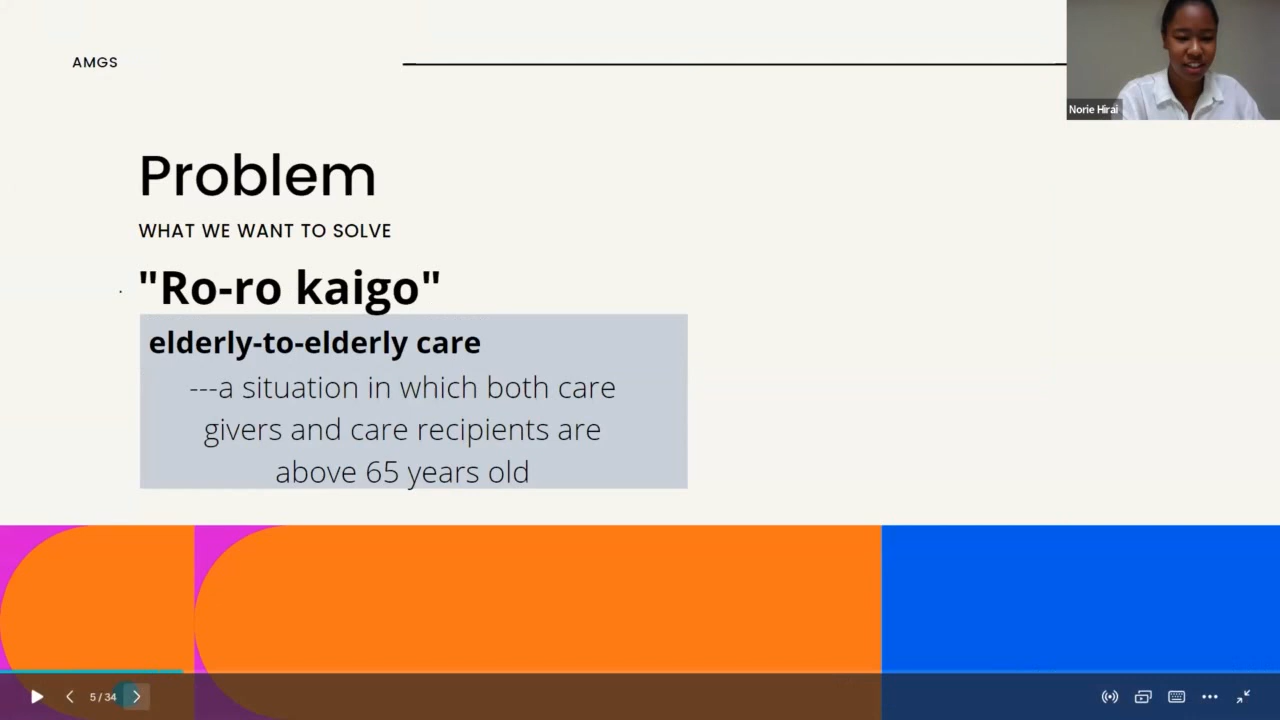 AMGS
Norie Hirai
Problem
WHAT WE WANT TO SOLVE
"Ro-ro kaigo"
elderly-to-elderly care
---a situation in which both care
givers and care recipients are
above 65 years old
5 / 34